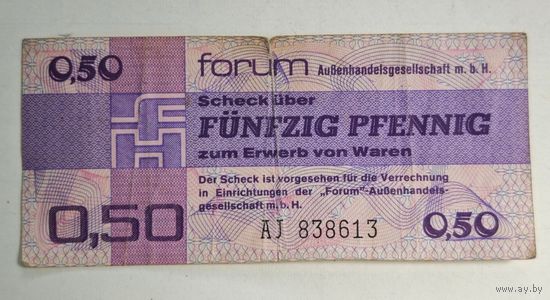 0,50 forum Außenhandelsgesellschaft m. b. H.
Scheck über
FÜNFZIG PFENNIG
zum Erwerb von Waren
Der Scheck ist vorgesehen für die Verrechnung
in Einrichtungen der „Forum"-Außenhandels-
gesellschaft m. b. H.
0,50 AJ 838613 0,50
www.ay.by